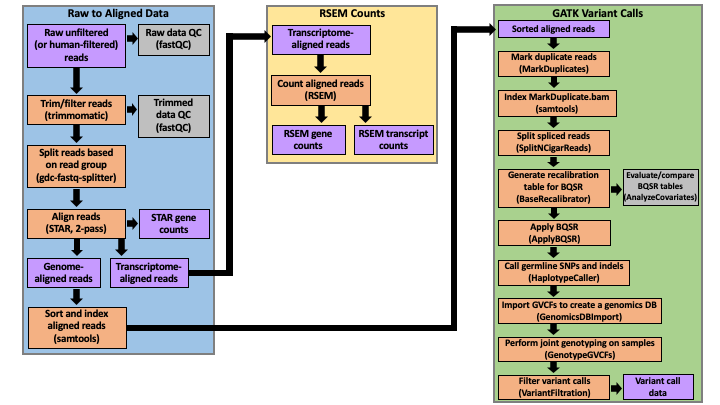 Raw to Aligned Data
Raw unfiltered
(or human-filtered)
reads
Raw data QC
(fastQC)
Trim/filter reads
(trimmomatic)
Trimmed
data QC
(fastQC)
Split reads based
on read group
(gdc-fastq-splitter)
Align reads
(STAR, 2-pass)
STAR gene
counts
Genome-
aligned reads
Transcriptome-
aligned reads
Sort and index
aligned reads
(samtools)
RSEM Counts
Transcriptome-
aligned reads
Count aligned reads
(RSEM)
RSEM gene
counts
RSEM transcript
counts
GATK Variant Calls
Sorted aligned reads
Mark duplicate reads
(MarkDuplicates)
Index MarkDuplicate.bam
(samtools)
Split spliced reads
(SplitNCigarReads)
Generate recalibration
table for BQSR
(BaseRecalibrator)
Evaluate/compare
BQSR tables
(AnalyzeCovariates)
Apply BQSR
(ApplyBQSR)
Call germline SNPs and indels
(HaplotypeCaller)
Import GVCFs to create a genomics DB
(GenomicsDBImport)
Perform joint genotyping on samples
(GenotypeGVCFs)
Filter variant calls
(VariantFiltration)
Variant call
data